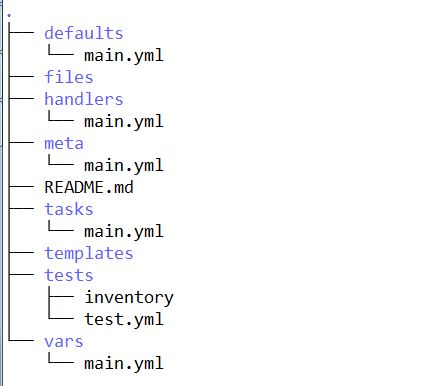 .
├── defaults
│   └── main.yml
├── files
├── handlers
│   └── main.yml
├── meta
│   └── main.yml
├── README.md
├── tasks
│   └── main.yml
├── templates
├── tests
│   ├── inventory
│   └── test.yml
└── vars
    └── main.yml